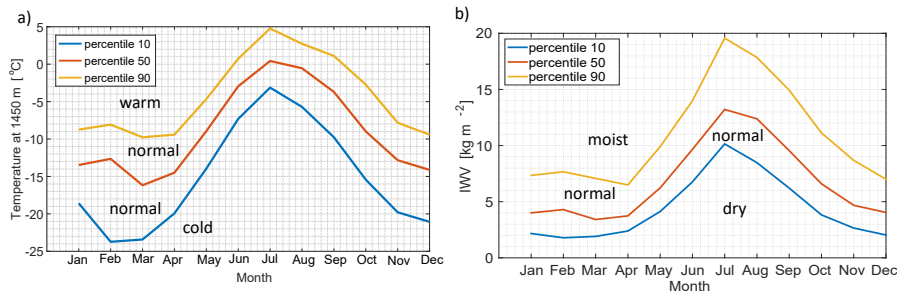 a)
Temperature at 1450 m [°C]
5
0
-5
-10
-15
-20
-25
percentile 10
percentile 50
percentile 90
warm
normal
normal
cold
Jan Feb Mar Apr May Jun Jul Aug Sep Oct Nov Dec
Month
b)
IWV [kg m⁻²]
20
15
10
5
0
percentile 10
percentile 50
percentile 90
moist
normal
normal
dry
Jan Feb Mar Apr May Jun Jul Aug Sep Oct Nov Dec
Month